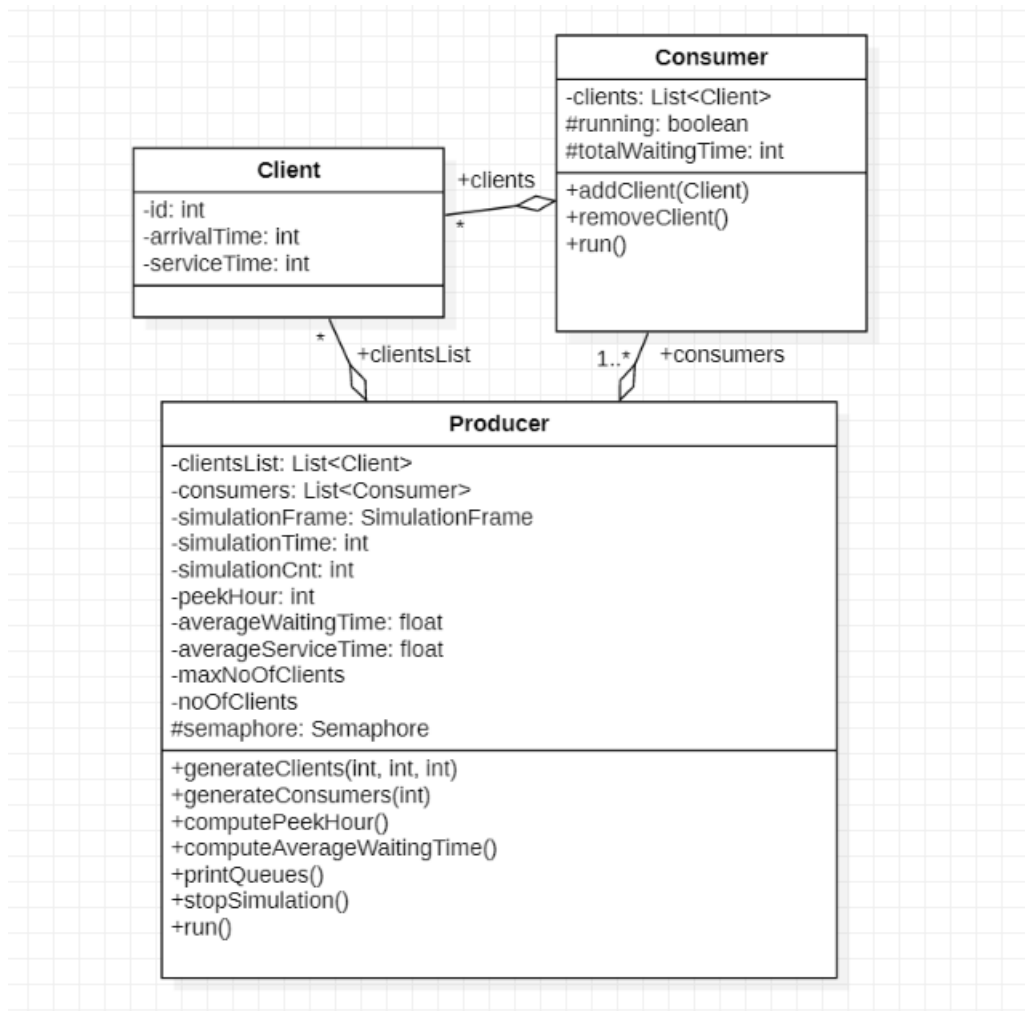 Consumer
-clients: List<Client>
#running: boolean
#totalWaitingTime: int
+addClient(Client)
+removeClient()
+run()
Client
-id: int
-arrivalTime: int
-serviceTime: int
+clients
*
*
+clientsList
1..*
+consumers
Producer
-clientsList: List<Client>
-consumers: List<Consumer>
-simulationFrame: SimulationFrame
-simulationTime: int
-simulationCnt: int
-peekHour: int
-averageWaitingTime: float
-averageServiceTime: float
-maxNoOfClients
-noOfClients
#semaphore: Semaphore
+generateClients(int, int, int)
+generateConsumers(int)
+computePeekHour()
+computeAverageWaitingTime()
+printQueues()
+stopSimulation()
+run()